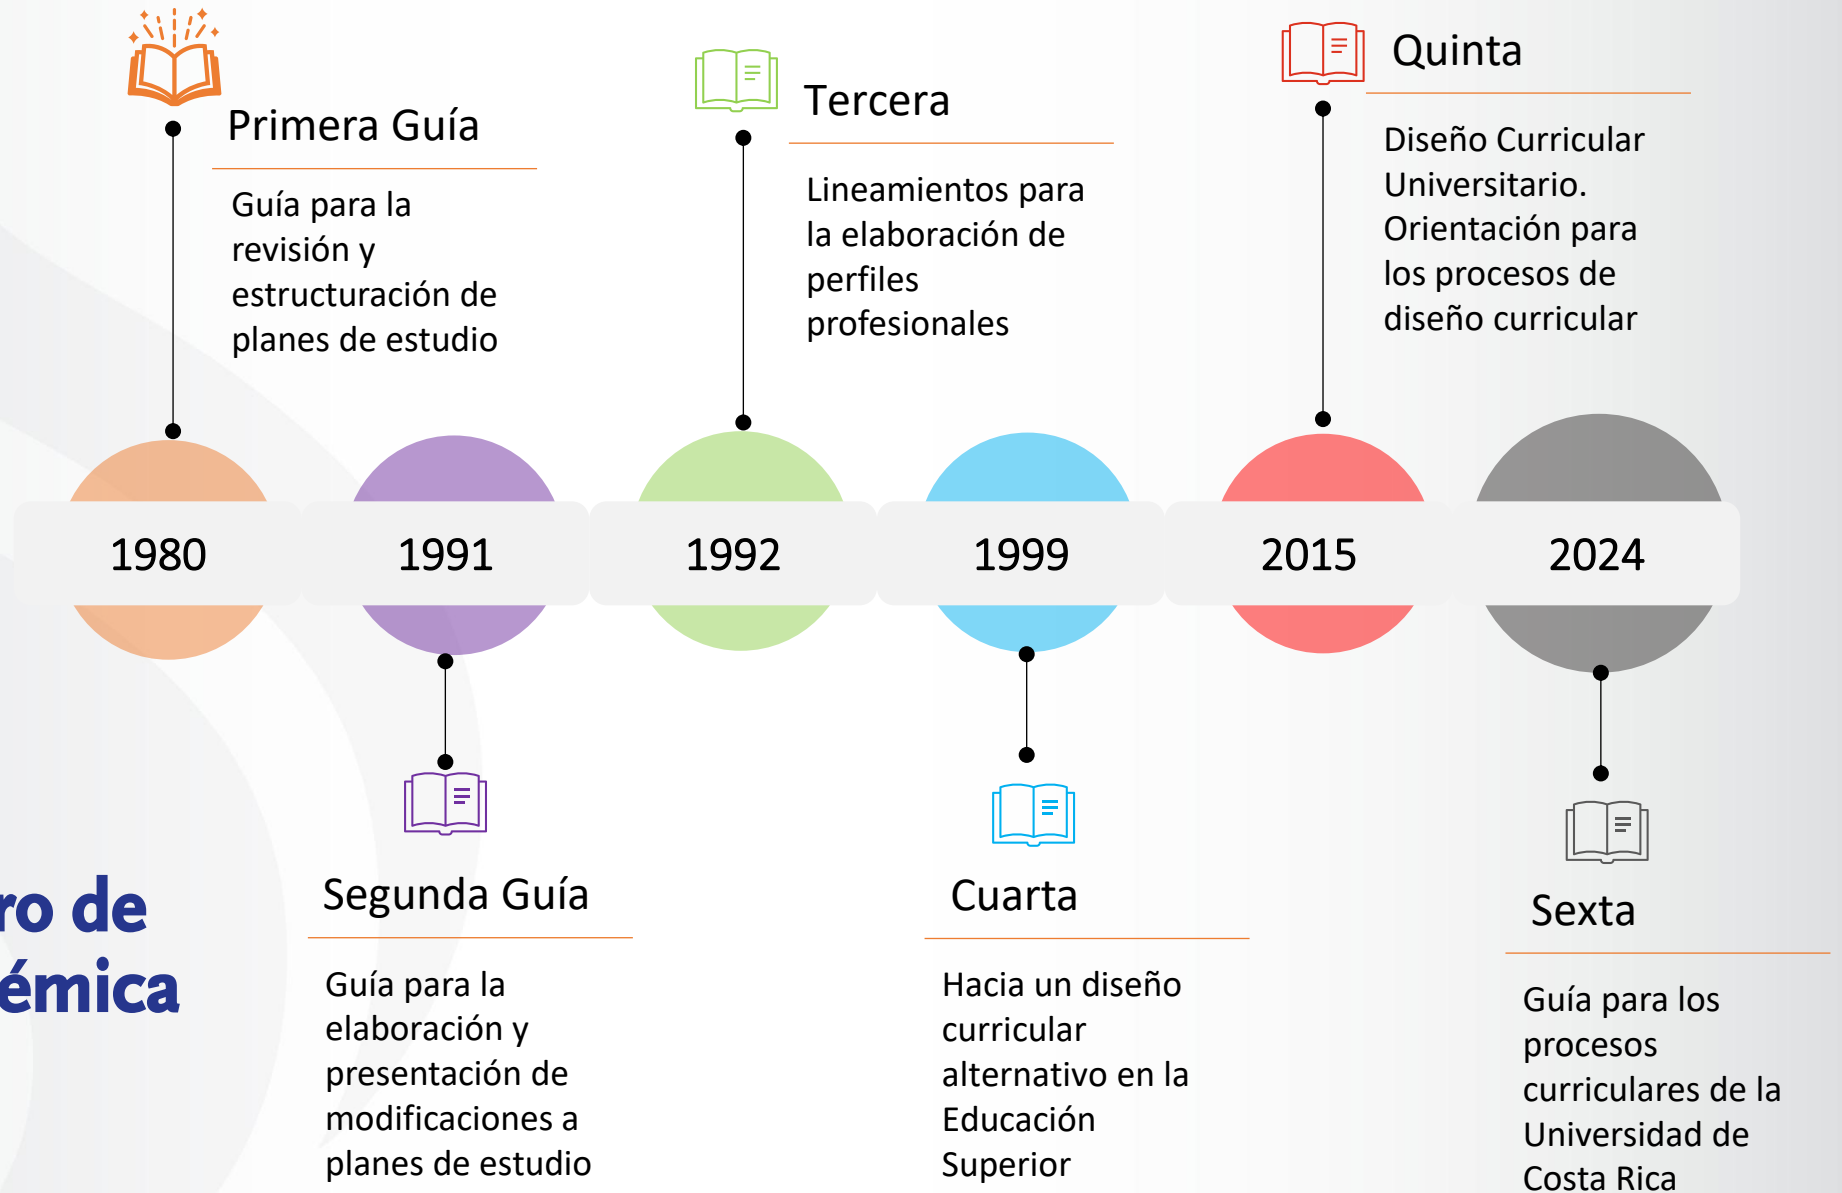 Primera Guía
Guía para la
revisión y
estructuración de
planes de estudio
Tercera
Lineamientos para
la elaboración de
perfiles
profesionales
Quinta
Diseño Curricular
Universitario.
Orientación para
los procesos de
diseño curricular
1980
1991
1992
1999
2015
2024
Segunda Guía
Guía para la
elaboración y
presentación de
modificaciones a
planes de estudio
Cuarta
Hacia un diseño
curricular
alternativo en la
Educación
Superior
Sexta
Guía para los
procesos
curriculares de la
Universidad de
Costa Rica
ro de
émica